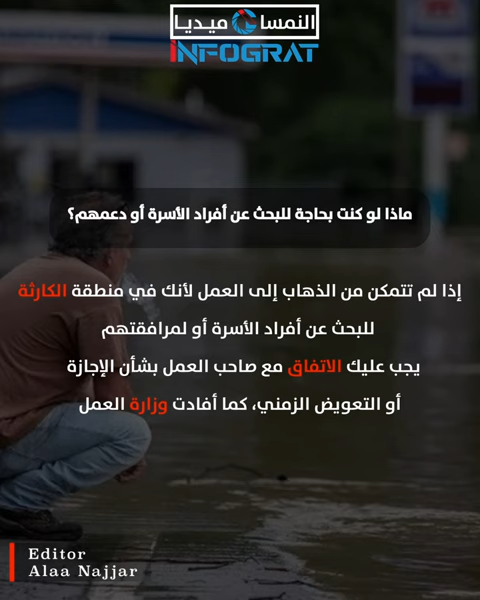 النمسا ميديا
INFOGRAT
ماذا لو كنت بحاجة للبحث عن أفراد الأسرة أو دعمهم؟
إذا لم تتمكن من الذهاب إلى العمل لأنك في منطقة الكارثة
للبحث عن أفراد الأسرة أو لمرافقتهم
يجب عليك الاتفاق مع صاحب العمل بشأن الإجازة
أو التعويض الزمني، كما أفادت وزارة العمل
Editor
Alaa Najjar